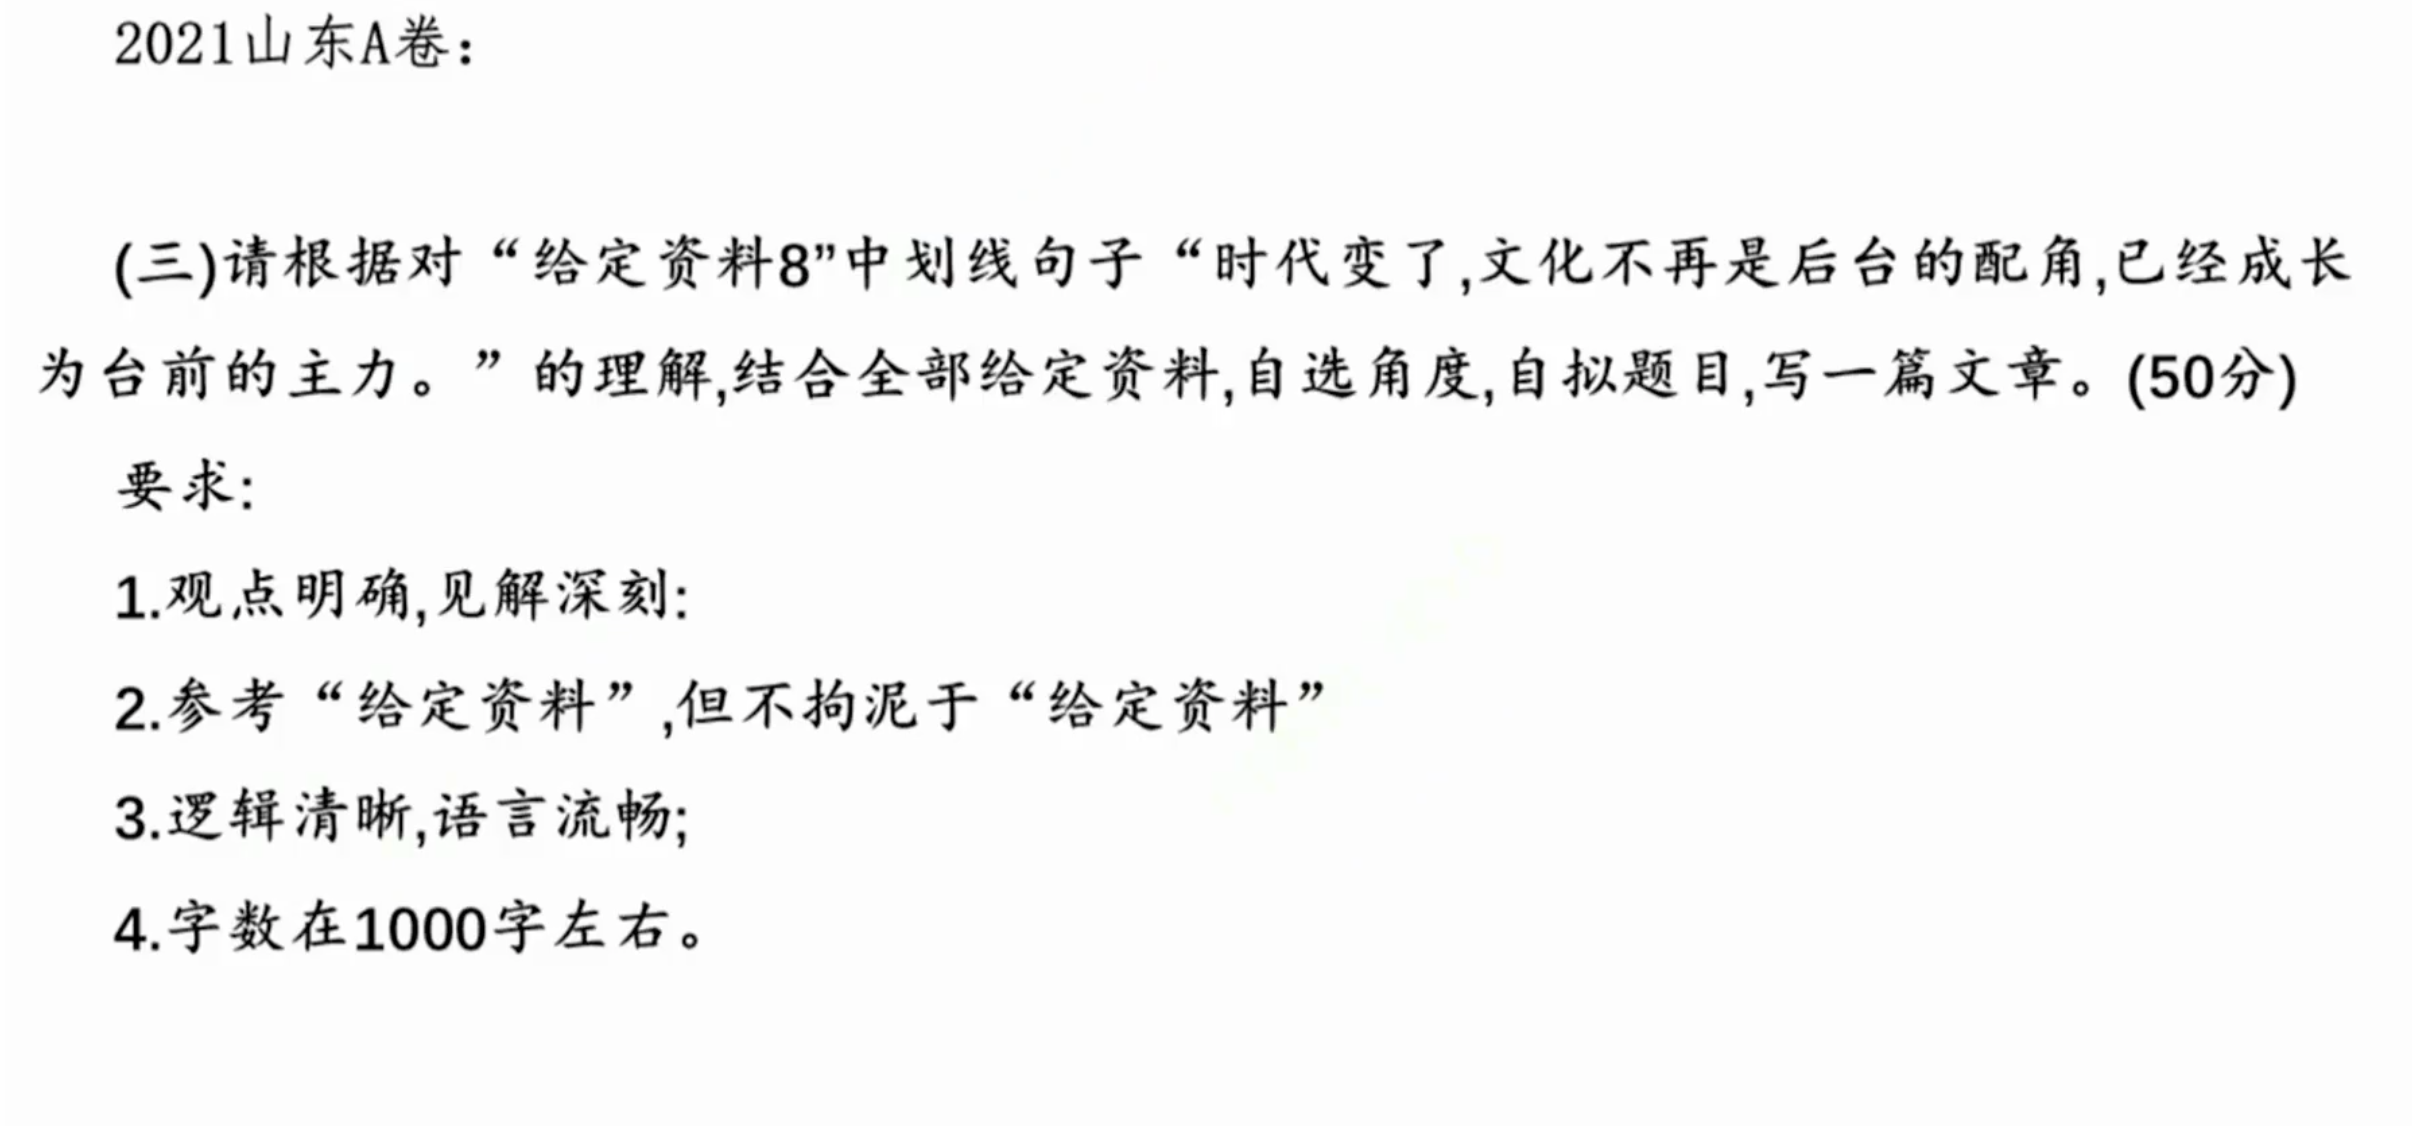 2021山东A卷：
(三)请根据对“给定资料8”中划线句子“时代变了,文化不再是后台的配角,已经成长
为台前的主力。”的理解,结合全部给定资料,自选角度,自拟题目,写一篇文章。(50分)
要求:
1.观点明确,见解深刻:
2.参考“给定资料”,但不拘泥于“给定资料”
3.逻辑清晰,语言流畅;
4.字数在1000字左右。